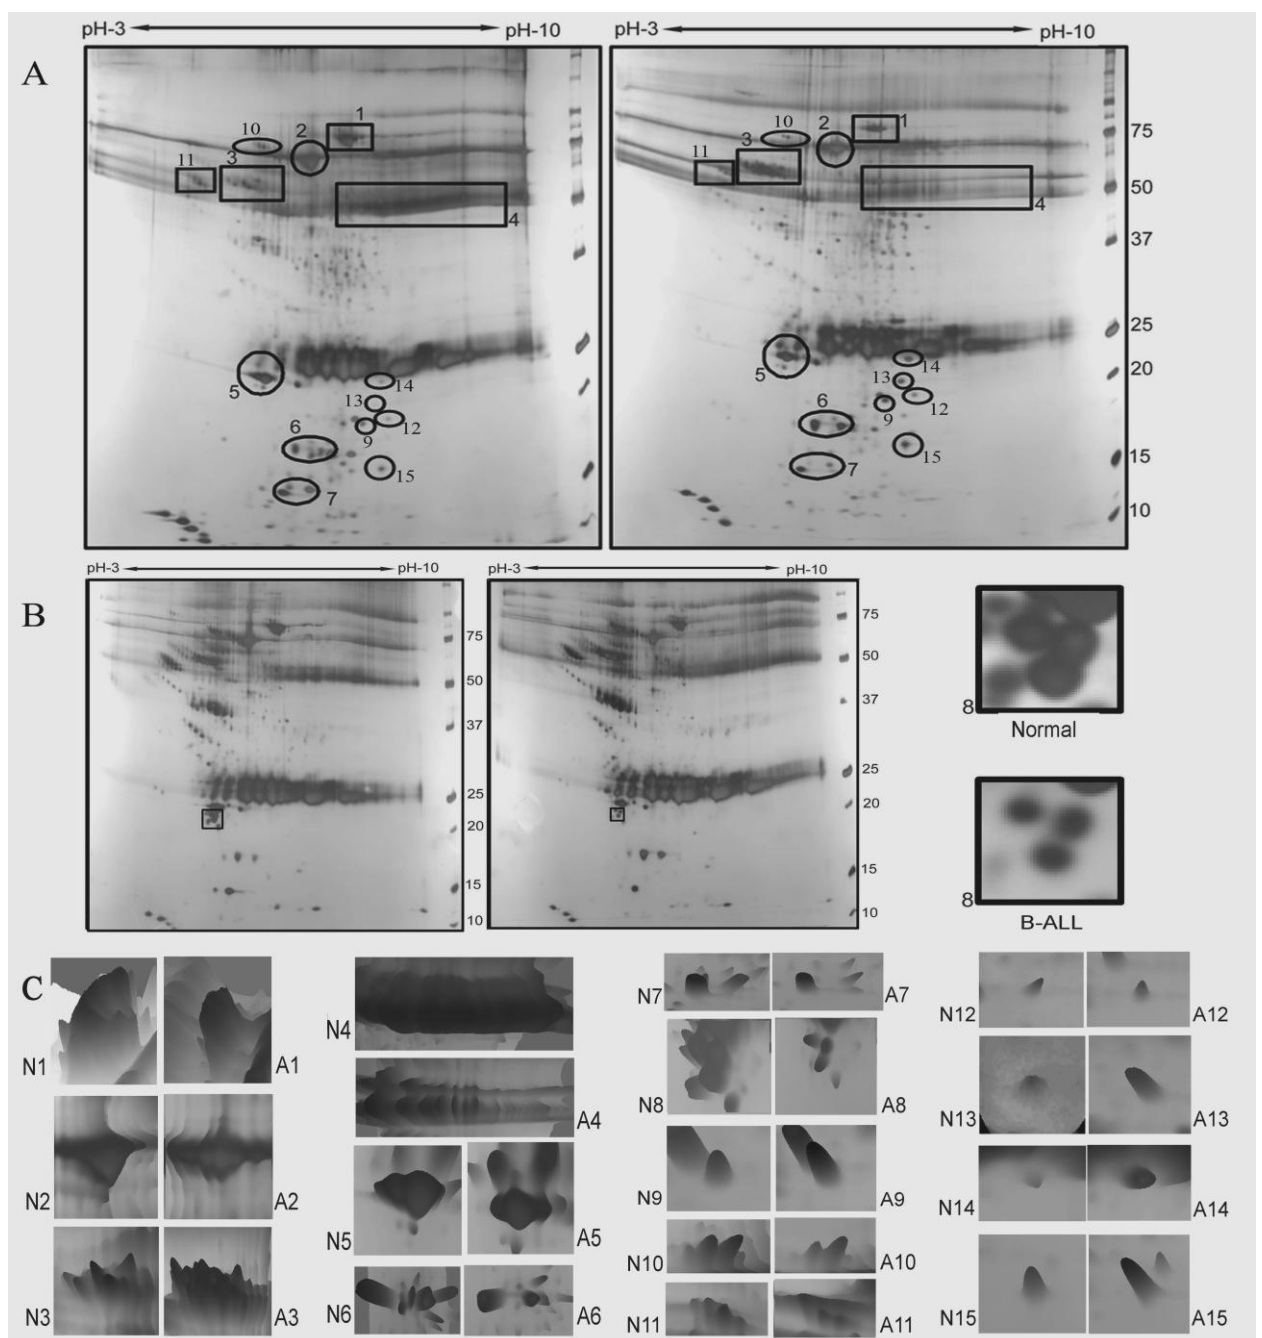 pH-3 pH-10 pH-3 pH-10
A
1 2 10 3 11 4 5 14 13 12 9 6 15 7
1 2 10 3 11 4 5 14 13 12 9 6 15 7
75
50
37
25
20
15
10
pH-3 pH-10 pH-3 pH-10
B
75
50
37
25
20
15
10
75
50
37
25
20
15
10
8
Normal
8
B-ALL
C
N1 A1
N2 A2
N3 A3
N4
A4
N5 A5
N6 A6
N7 A7
N8 A8
N9 A9
N10 A10
N11 A11
N12 A12
N13 A13
N14 A14
N15 A15